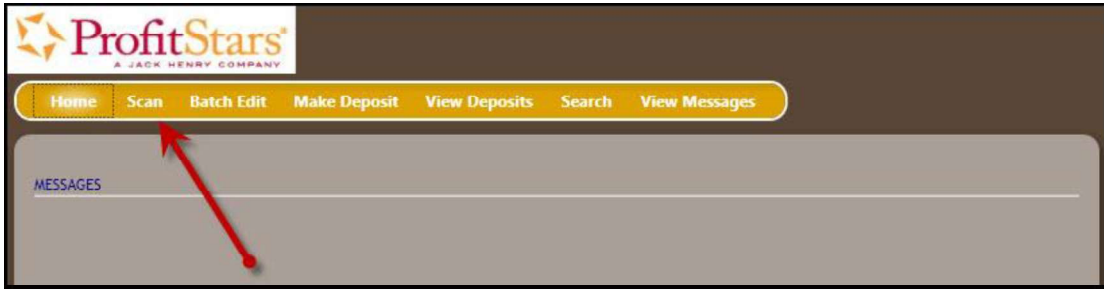 ProfitStars®
A JACK HENRY COMPANY
Home Scan Batch Edit Make Deposit View Deposits Search View Messages
MESSAGES